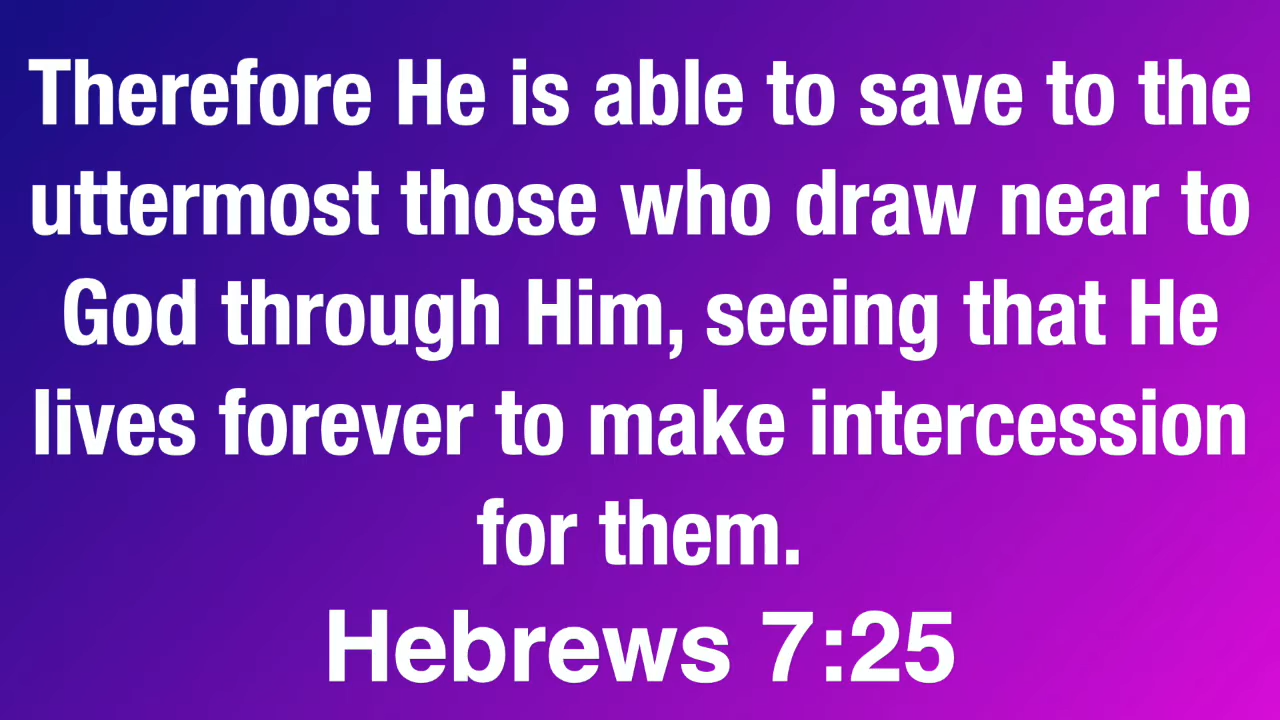 Therefore He is able to save to the
uttermost those who draw near to
God through Him, seeing that He
lives forever to make intercession
for them.
Hebrews 7:25